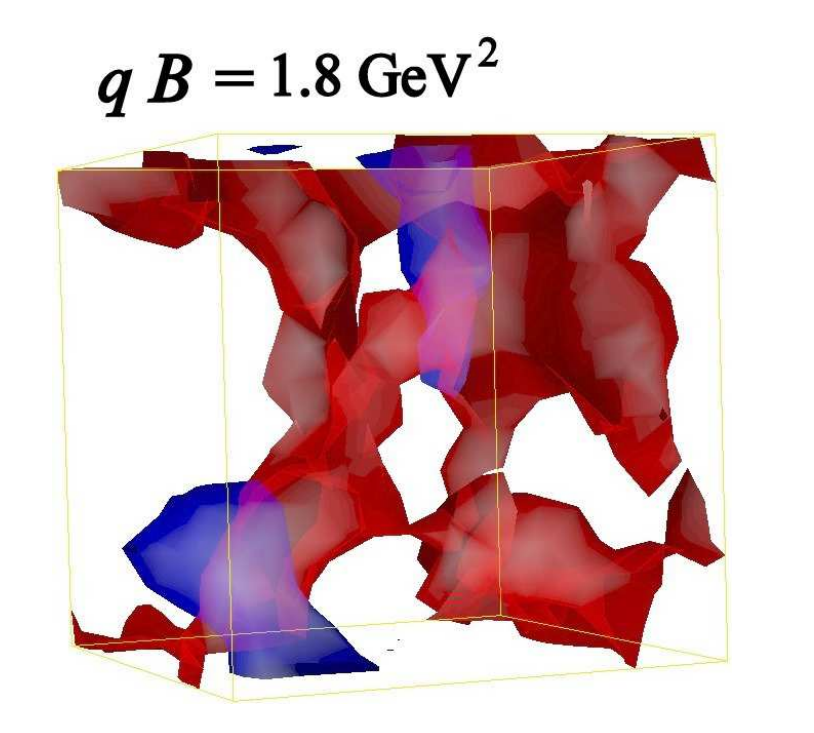 q B = 1.8 GeV²